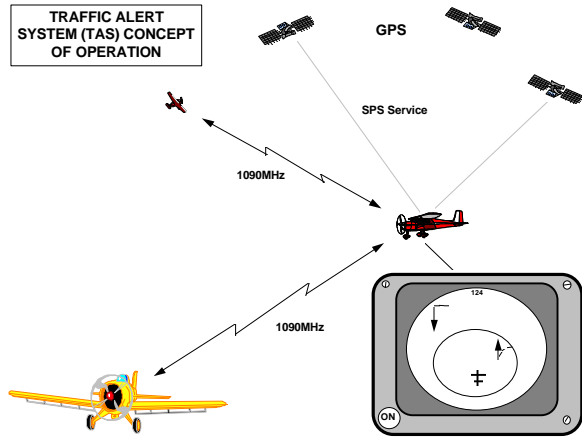 TRAFFIC ALERT
SYSTEM (TAS) CONCEPT
OF OPERATION
GPS
SPS Service
1090MHz
1090MHz
124
ON